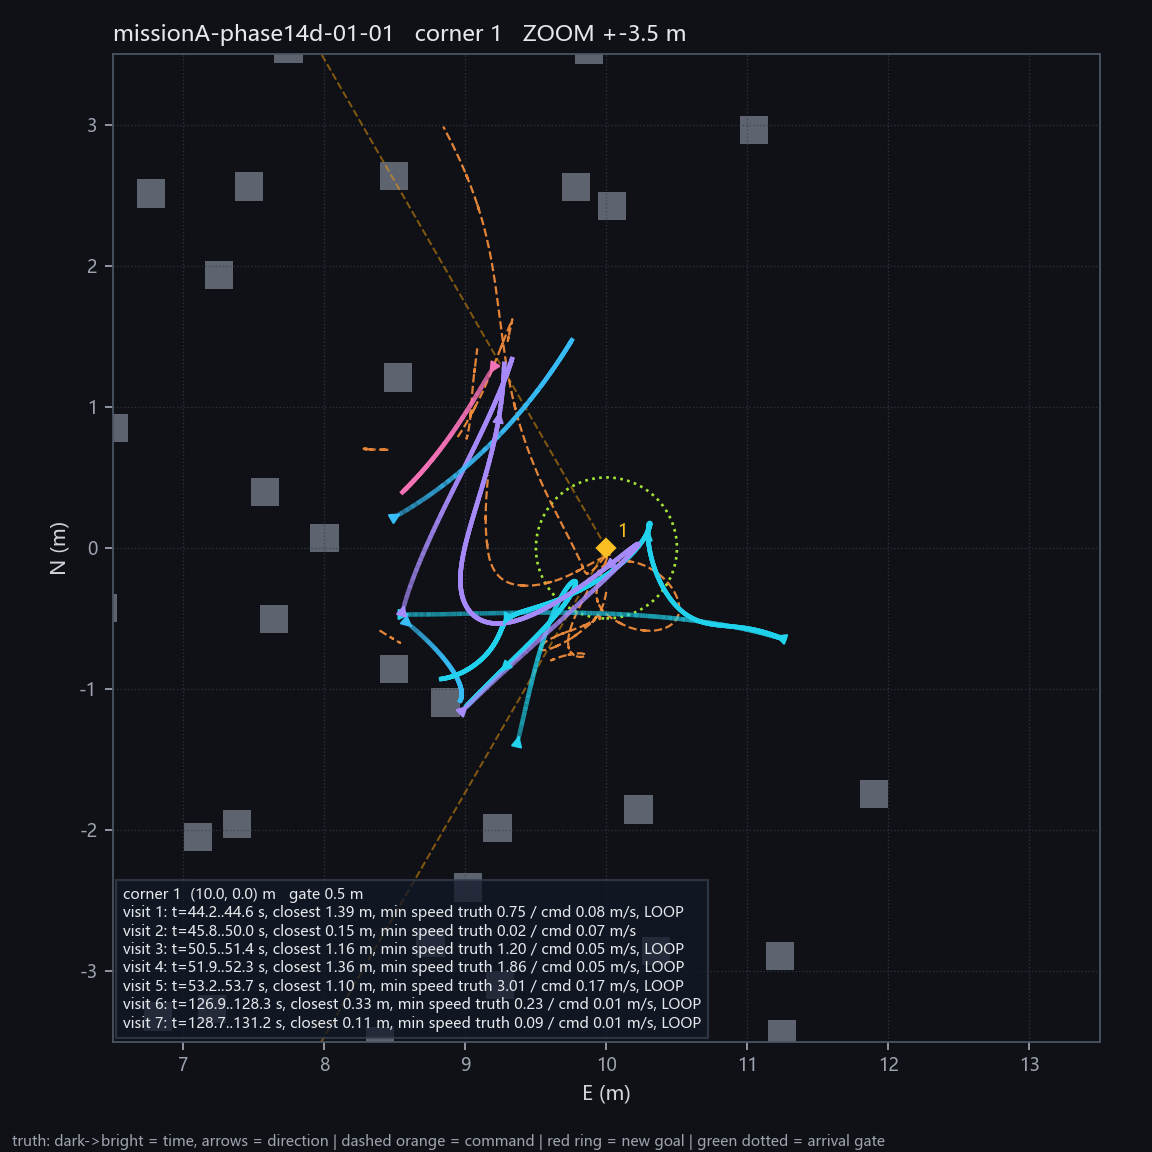 missionA-phase14d-01-01   corner 1   ZOOM +-3.5 m
3
2
1
0
-1
-2
-3
N (m)
1
corner 1  (10.0, 0.0) m   gate 0.5 m
visit 1: t=44.2..44.6 s, closest 1.39 m, min speed truth 0.75 / cmd 0.08 m/s, LOOP
visit 2: t=45.8..50.0 s, closest 0.15 m, min speed truth 0.02 / cmd 0.07 m/s
visit 3: t=50.5..51.4 s, closest 1.16 m, min speed truth 1.20 / cmd 0.05 m/s, LOOP
visit 4: t=51.9..52.3 s, closest 1.36 m, min speed truth 1.86 / cmd 0.05 m/s, LOOP
visit 5: t=53.2..53.7 s, closest 1.10 m, min speed truth 3.01 / cmd 0.17 m/s, LOOP
visit 6: t=126.9..128.3 s, closest 0.33 m, min speed truth 0.23 / cmd 0.01 m/s, LOOP
visit 7: t=128.7..131.2 s, closest 0.11 m, min speed truth 0.09 / cmd 0.01 m/s, LOOP
7 8 9 10 11 12 13
E (m)
truth: dark->bright = time, arrows = direction | dashed orange = command | red ring = new goal | green dotted = arrival gate